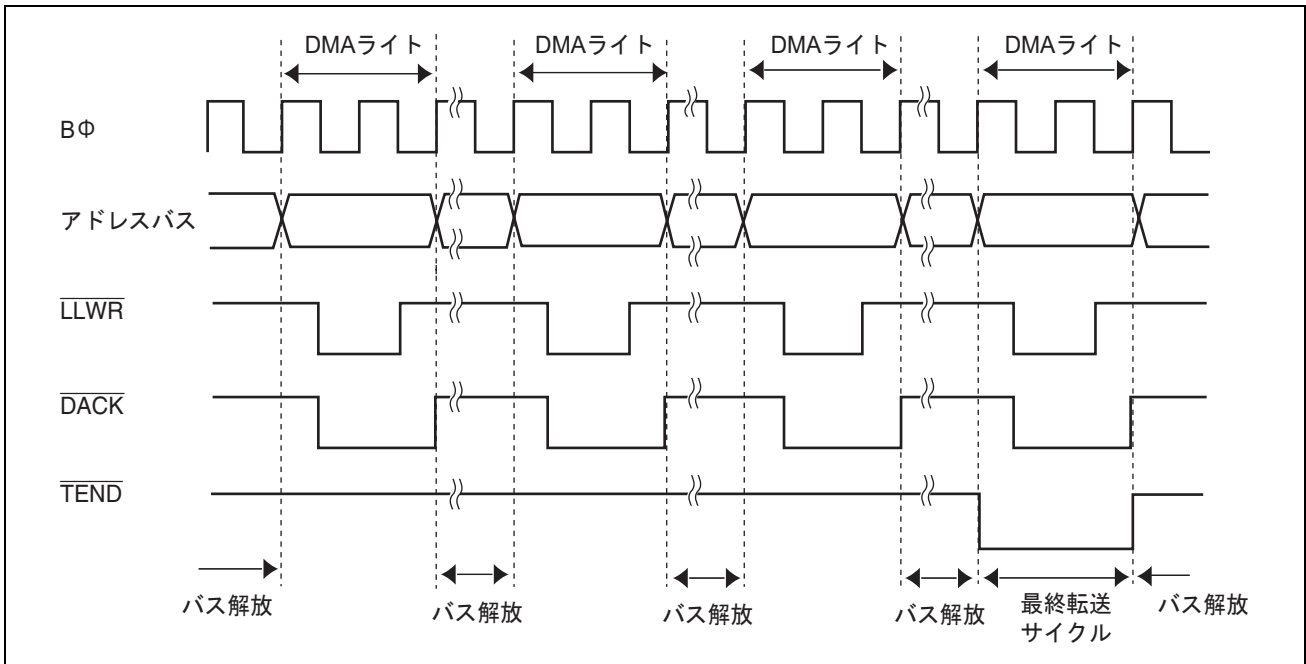 DMAライト
DMAライト
DMAライト
DMAライト
BΦ
アドレスバス
LLWR
DACK
TEND
バス解放
バス解放
バス解放
バス解放
最終転送
サイクル
バス解放